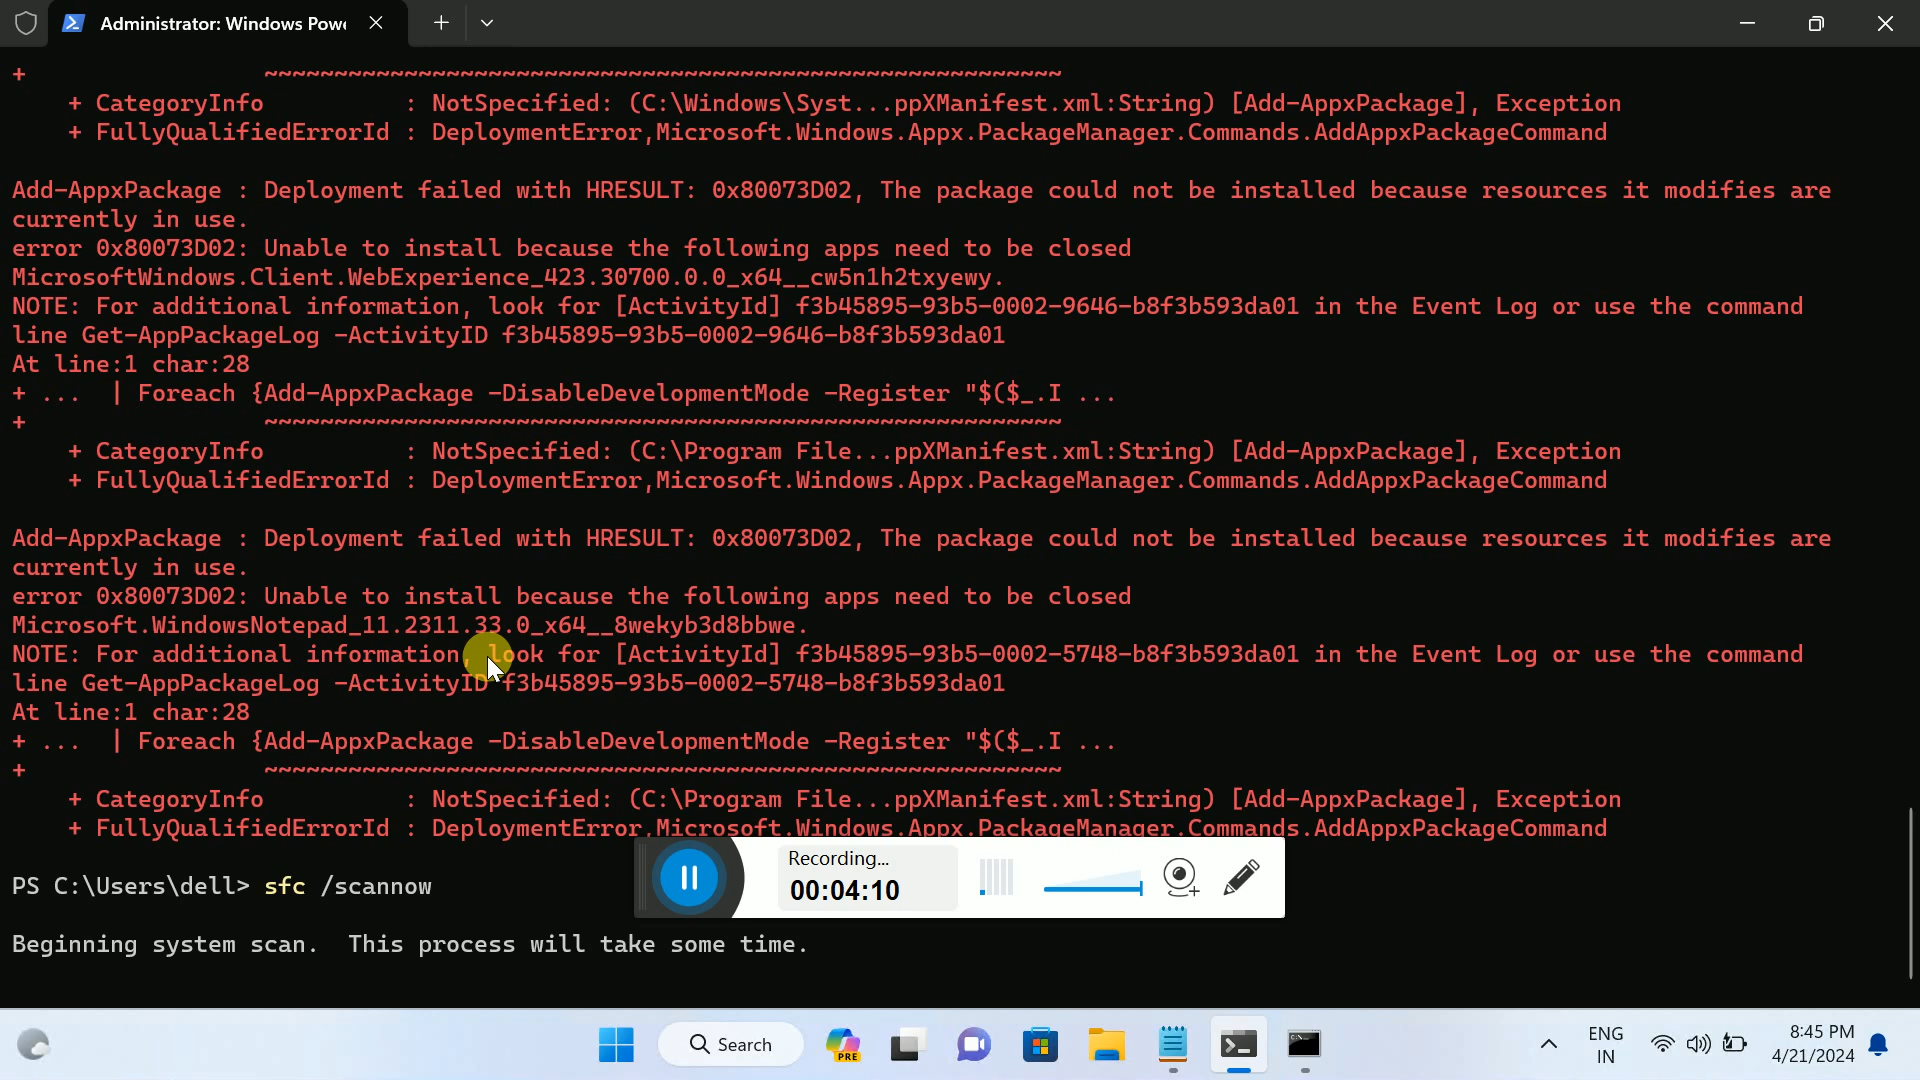 Administrator: Windows Powe
+ ~~~~~~~~~~~~~~~~~~~~~~~~~~~~~~~~~~~~~~~~~~~~~~~~~~~~~~~~~
+ CategoryInfo : NotSpecified: (C:\Windows\Syst...ppXManifest.xml:String) [Add-AppxPackage], Exception
+ FullyQualifiedErrorId : DeploymentError,Microsoft.Windows.Appx.PackageManager.Commands.AddAppxPackageCommand
Add-AppxPackage : Deployment failed with HRESULT: 0x80073D02, The package could not be installed because resources it modifies are
currently in use.
error 0x80073D02: Unable to install because the following apps need to be closed
MicrosoftWindows.Client.WebExperience_423.30700.0.0_x64__cw5n1h2txyewy.
NOTE: For additional information, look for [ActivityId] f3b45895-93b5-0002-9646-b8f3b593da01 in the Event Log or use the command
line Get-AppPackageLog -ActivityID f3b45895-93b5-0002-9646-b8f3b593da01
At line:1 char:28
+ ... | Foreach {Add-AppxPackage -DisableDevelopmentMode -Register "$($_.I ...
+ ~~~~~~~~~~~~~~~~~~~~~~~~~~~~~~~~~~~~~~~~~~~~~~~~~~~~~~~~~
+ CategoryInfo : NotSpecified: (C:\Program File...ppXManifest.xml:String) [Add-AppxPackage], Exception
+ FullyQualifiedErrorId : DeploymentError,Microsoft.Windows.Appx.PackageManager.Commands.AddAppxPackageCommand
Add-AppxPackage : Deployment failed with HRESULT: 0x80073D02, The package could not be installed because resources it modifies are
currently in use.
error 0x80073D02: Unable to install because the following apps need to be closed
Microsoft.WindowsNotepad_11.2311.33.0_x64__8wekyb3d8bbwe.
NOTE: For additional information, look for [ActivityId] f3b45895-93b5-0002-5748-b8f3b593da01 in the Event Log or use the command
line Get-AppPackageLog -ActivityID f3b45895-93b5-0002-5748-b8f3b593da01
At line:1 char:28
+ ... | Foreach {Add-AppxPackage -DisableDevelopmentMode -Register "$($_.I ...
+ ~~~~~~~~~~~~~~~~~~~~~~~~~~~~~~~~~~~~~~~~~~~~~~~~~~~~~~~~~
+ CategoryInfo : NotSpecified: (C:\Program File...ppXManifest.xml:String) [Add-AppxPackage], Exception
+ FullyQualifiedErrorId : DeploymentError,Microsoft.Windows.Appx.PackageManager.Commands.AddAppxPackageCommand
Recording...
00:04:10
PS C:\Users\dell> sfc /scannow
Beginning system scan.  This process will take some time.
Search
PRE
ENG
IN
8:45 PM
4/21/2024